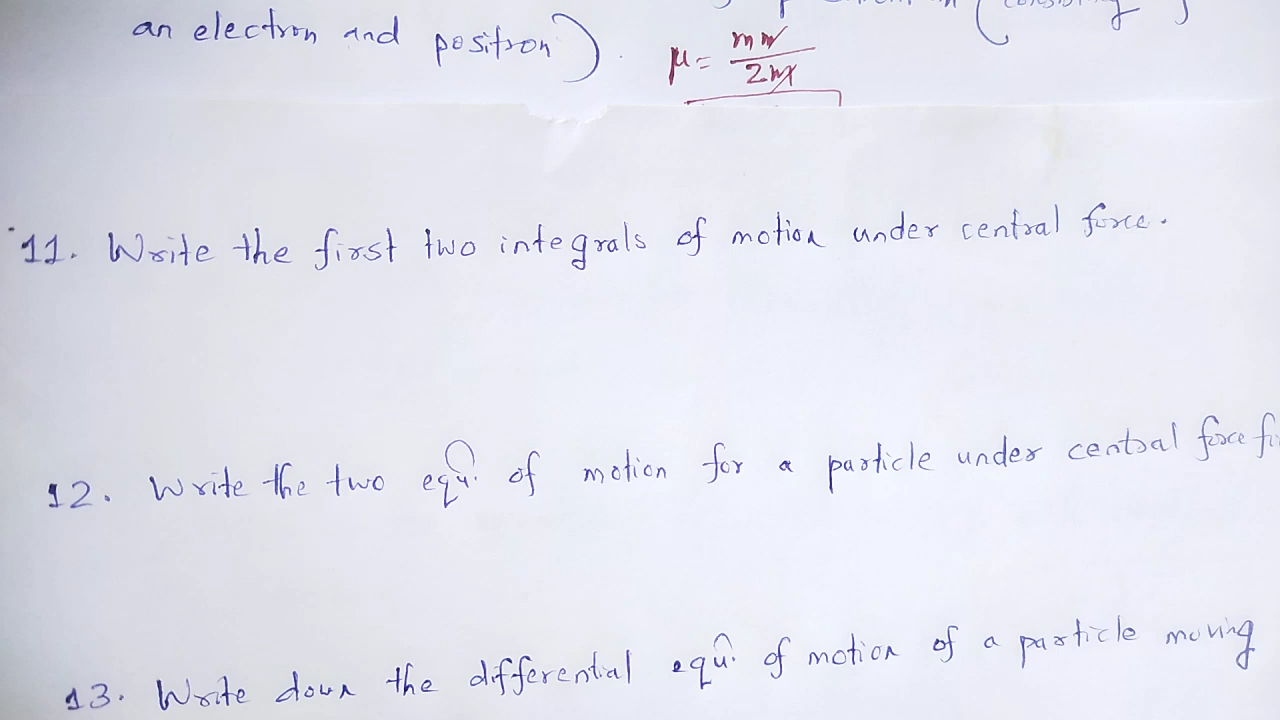 an electron and positron).
μ = mm / 2m
11. Write the first two integrals of motion under central force.
12. Write the two equⁿ. of motion for a particle under central force
13. Write down the differential equⁿ. of motion of a particle moving